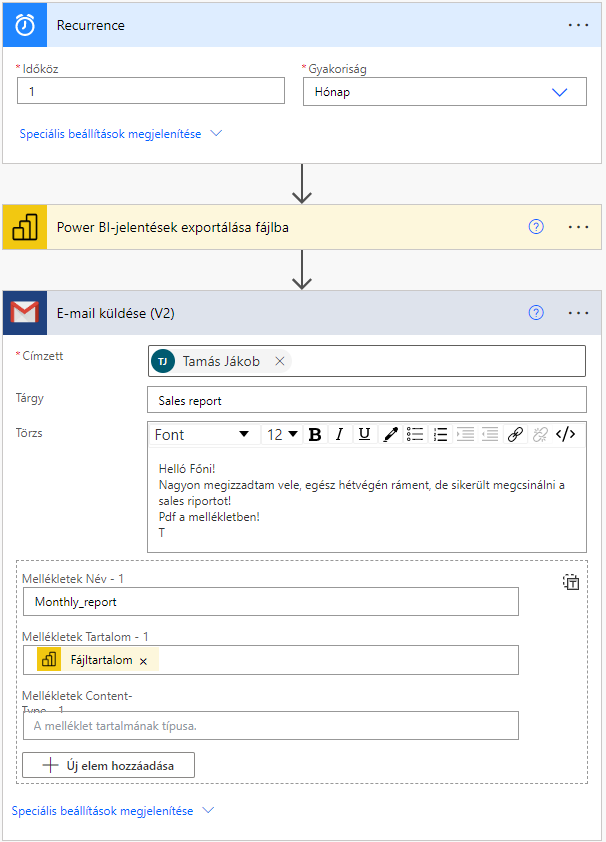 Recurrence
* Időköz
* Gyakoriság
1
Hónap
Speciális beállítások megjelenítése
Power BI-jelentések exportálása fájlba
E-mail küldése (V2)
* Címzett
TJ Tamás Jákob
Tárgy
Sales report
Törzs
Font 12 B I U </>
Helló Főni!
Nagyon megizzadtam vele, egész hétvégén ráment, de sikerült megcsinálni a
sales riportot!
Pdf a mellékletben!
T
Mellékletek Név - 1
Monthly_report
Mellékletek Tartalom - 1
Fájltartalom
Mellékletek Content-
Type - 1
A melléklet tartalmának típusa.
Új elem hozzáadása
Speciális beállítások megjelenítése